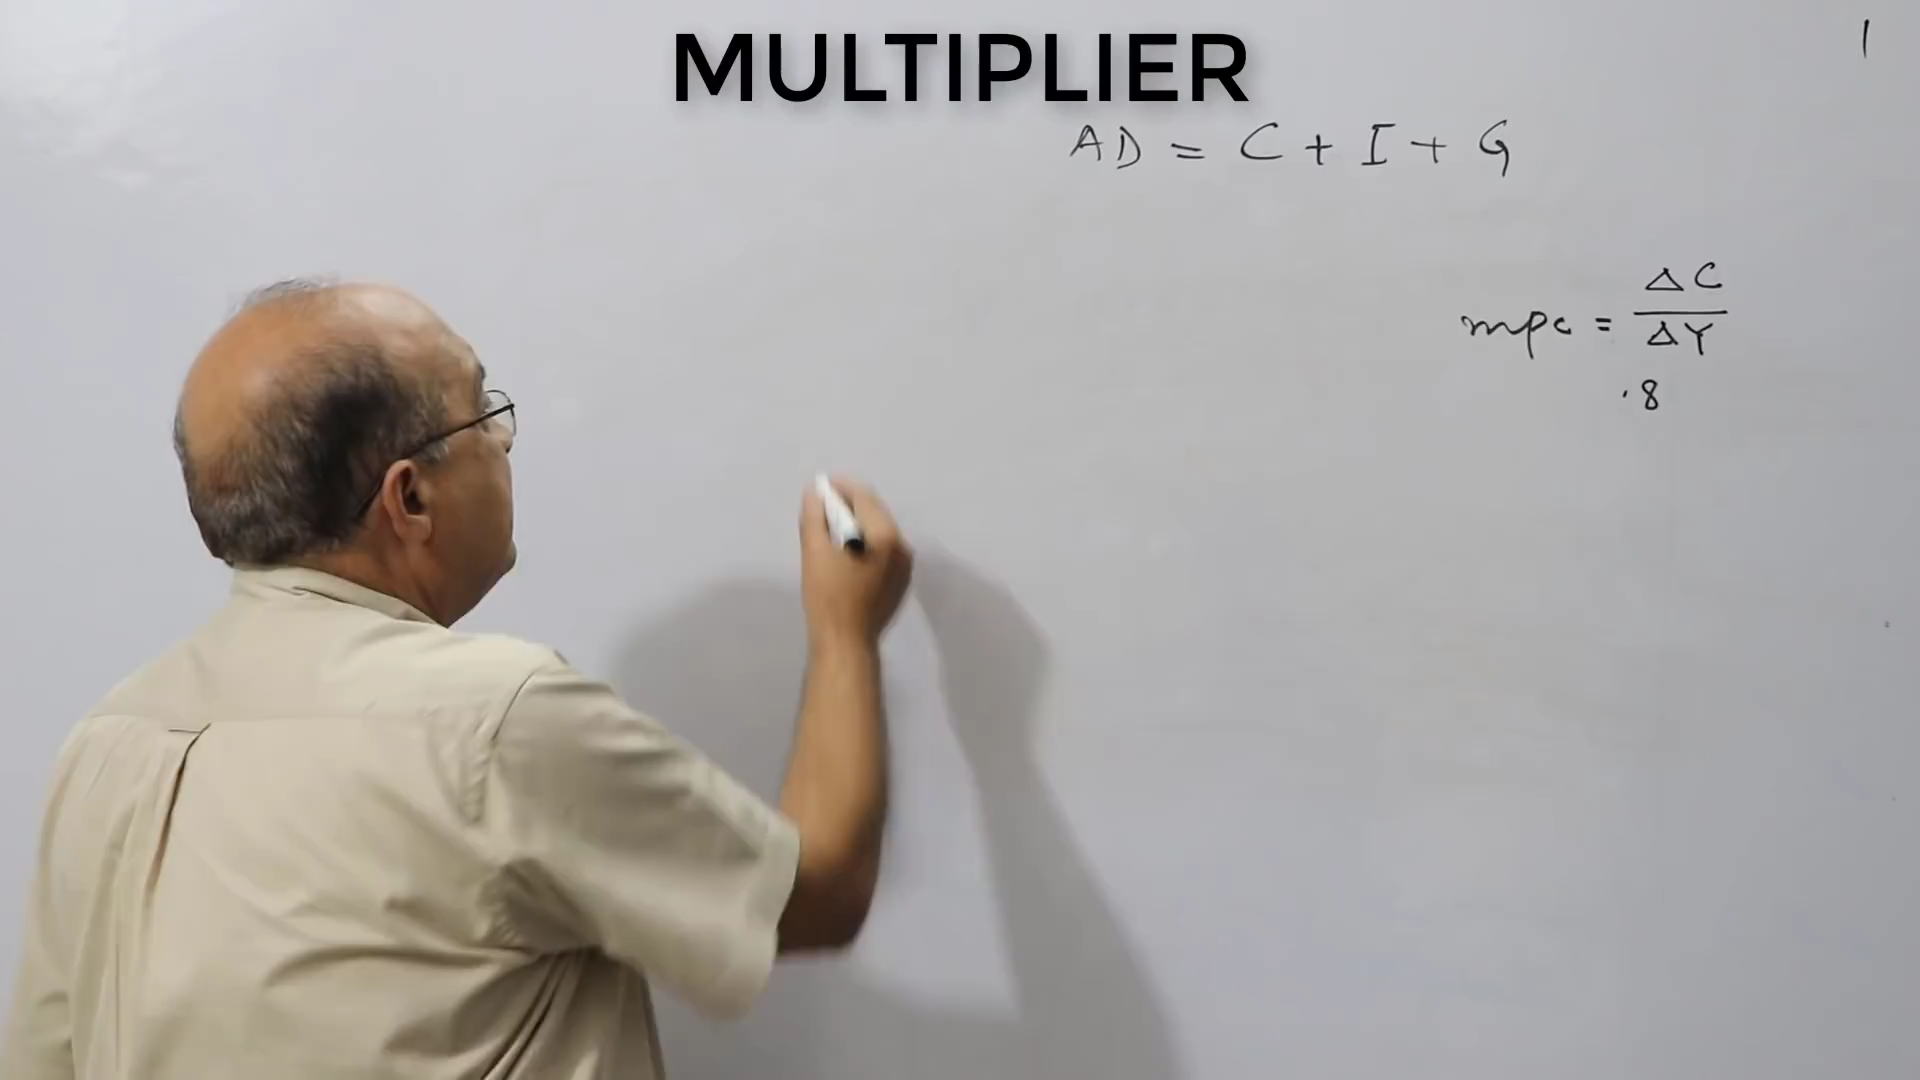 MULTIPLIER
1
AD = C + I + G
mpc = ΔC / ΔY
.8